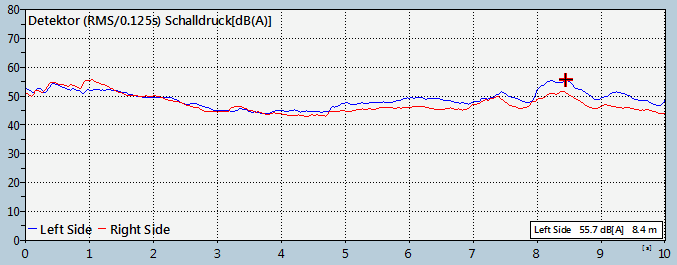 80
Detektor (RMS/0.125s) Schalldruck[dB(A)]
70
60
50
40
30
20
10
Left Side Right Side
Left Side 55.7 dB[A] 8.4 m
0
0 1 2 3 4 5 6 7 8 9 10
[s]